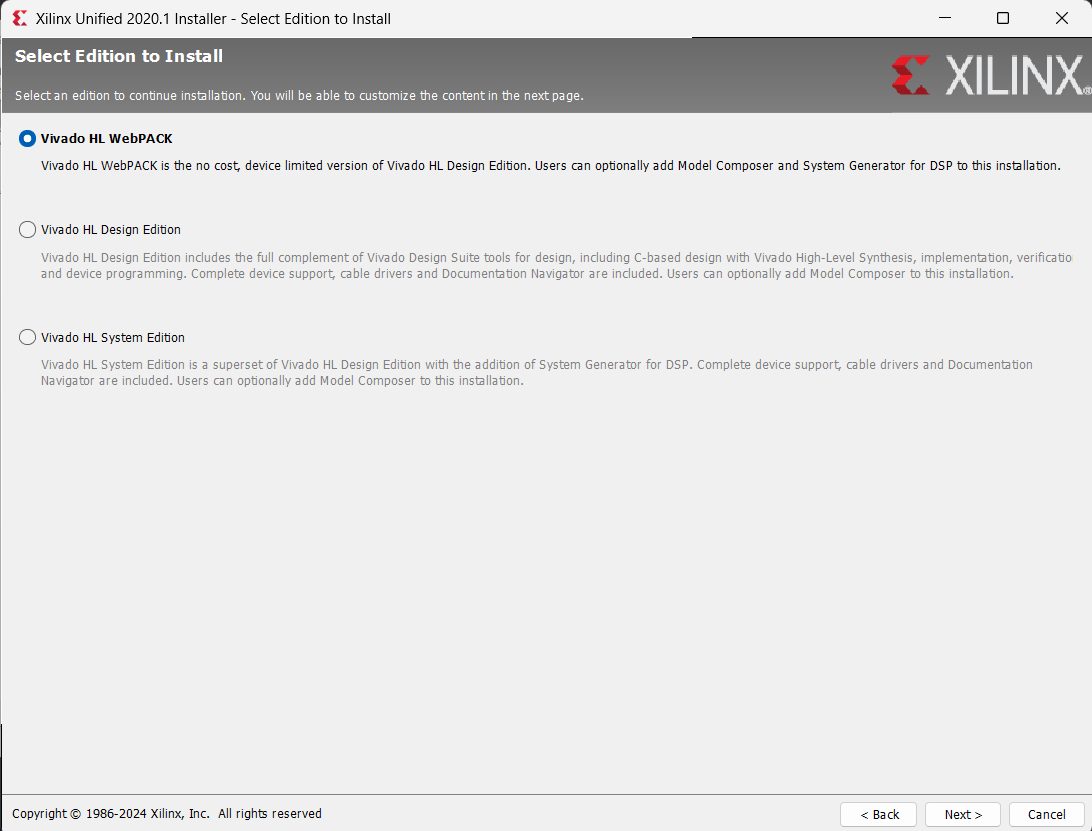 Xilinx Unified 2020.1 Installer - Select Edition to Install
Select Edition to Install
XILINX®
Select an edition to continue installation. You will be able to customize the content in the next page.
Vivado HL WebPACK
Vivado HL WebPACK is the no cost, device limited version of Vivado HL Design Edition. Users can optionally add Model Composer and System Generator for DSP to this installation.
Vivado HL Design Edition
Vivado HL Design Edition includes the full complement of Vivado Design Suite tools for design, including C-based design with Vivado High-Level Synthesis, implementation, verificatio
and device programming. Complete device support, cable drivers and Documentation Navigator are included. Users can optionally add Model Composer to this installation.
Vivado HL System Edition
Vivado HL System Edition is a superset of Vivado HL Design Edition with the addition of System Generator for DSP. Complete device support, cable drivers and Documentation
Navigator are included. Users can optionally add Model Composer to this installation.
Copyright © 1986-2024 Xilinx, Inc. All rights reserved
< Back
Next >
Cancel